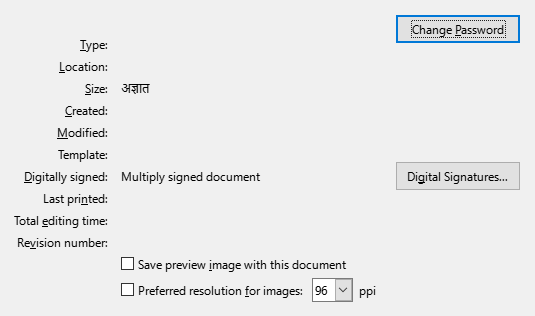 Change Password
Type:
Location:
Size: अज्ञात
Created:
Modified:
Template:
Digitally signed: Multiply signed document Digital Signatures...
Last printed:
Total editing time:
Revision number:
Save preview image with this document
Preferred resolution for images: 96 ppi